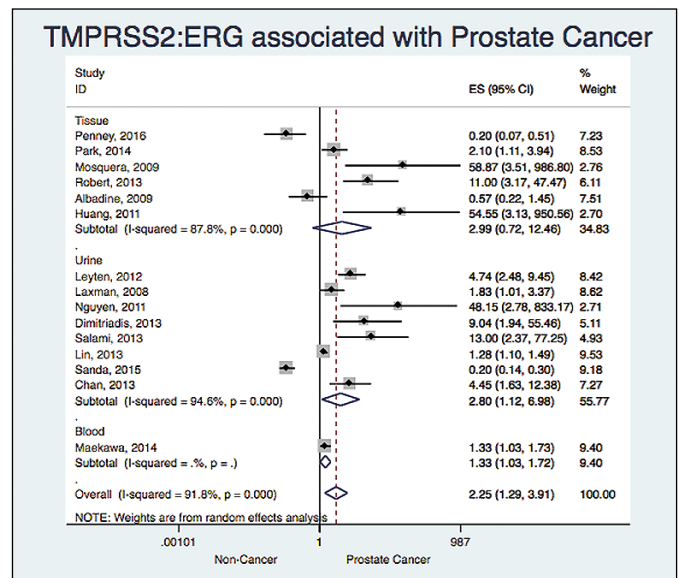 TMPRSS2:ERG associated with Prostate Cancer
Study %
ID ES (95% CI) Weight
Tissue
Penney, 2016 0.20 (0.07, 0.51) 7.23
Park, 2014 2.10 (1.11, 3.94) 8.53
Mosquera, 2009 58.87 (3.51, 986.80) 2.76
Robert, 2013 11.00 (3.17, 47.47) 6.11
Albadine, 2009 0.57 (0.22, 1.45) 7.51
Huang, 2011 54.55 (3.13, 950.56) 2.70
Subtotal (I-squared = 87.8%, p = 0.000) 2.99 (0.72, 12.46) 34.83
.
Urine
Leyten, 2012 4.74 (2.48, 9.45) 8.42
Laxman, 2008 1.83 (1.01, 3.37) 8.62
Nguyen, 2011 48.15 (2.78, 833.17) 2.71
Dimitriadis, 2013 9.04 (1.94, 55.46) 5.11
Salami, 2013 13.00 (2.37, 77.25) 4.93
Lin, 2013 1.28 (1.10, 1.49) 9.53
Sanda, 2015 0.20 (0.14, 0.30) 9.18
Chan, 2013 4.45 (1.63, 12.38) 7.27
Subtotal (I-squared = 94.6%, p = 0.000) 2.80 (1.12, 6.98) 55.77
.
Blood
Maekawa, 2014 1.33 (1.03, 1.73) 9.40
Subtotal (I-squared = .%, p = .) 1.33 (1.03, 1.72) 9.40
.
Overall (I-squared = 91.8%, p = 0.000) 2.25 (1.29, 3.91) 100.00
NOTE: Weights are from random effects analysis
.00101 1 987
Non-Cancer Prostate Cancer